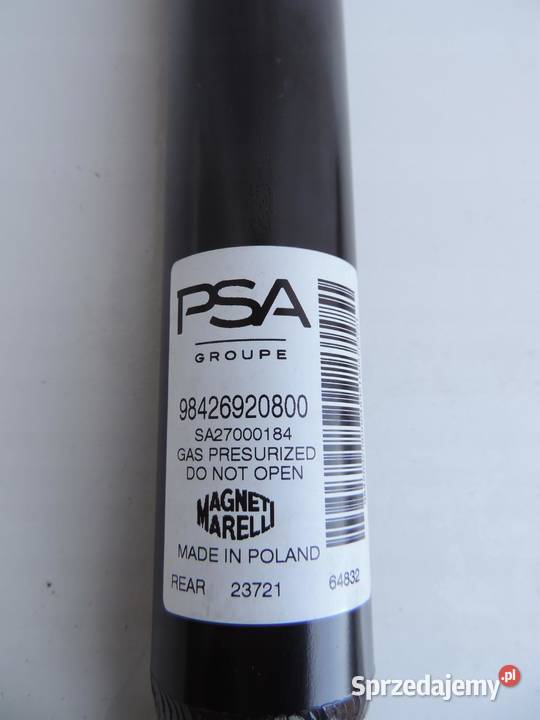 PSA
GROUPE
98426920800
SA27000184
GAS PRESURIZED
DO NOT OPEN
MAGNETI
MARELLI
MADE IN POLAND
REAR 23721 64832
Sprzedajemy.pl